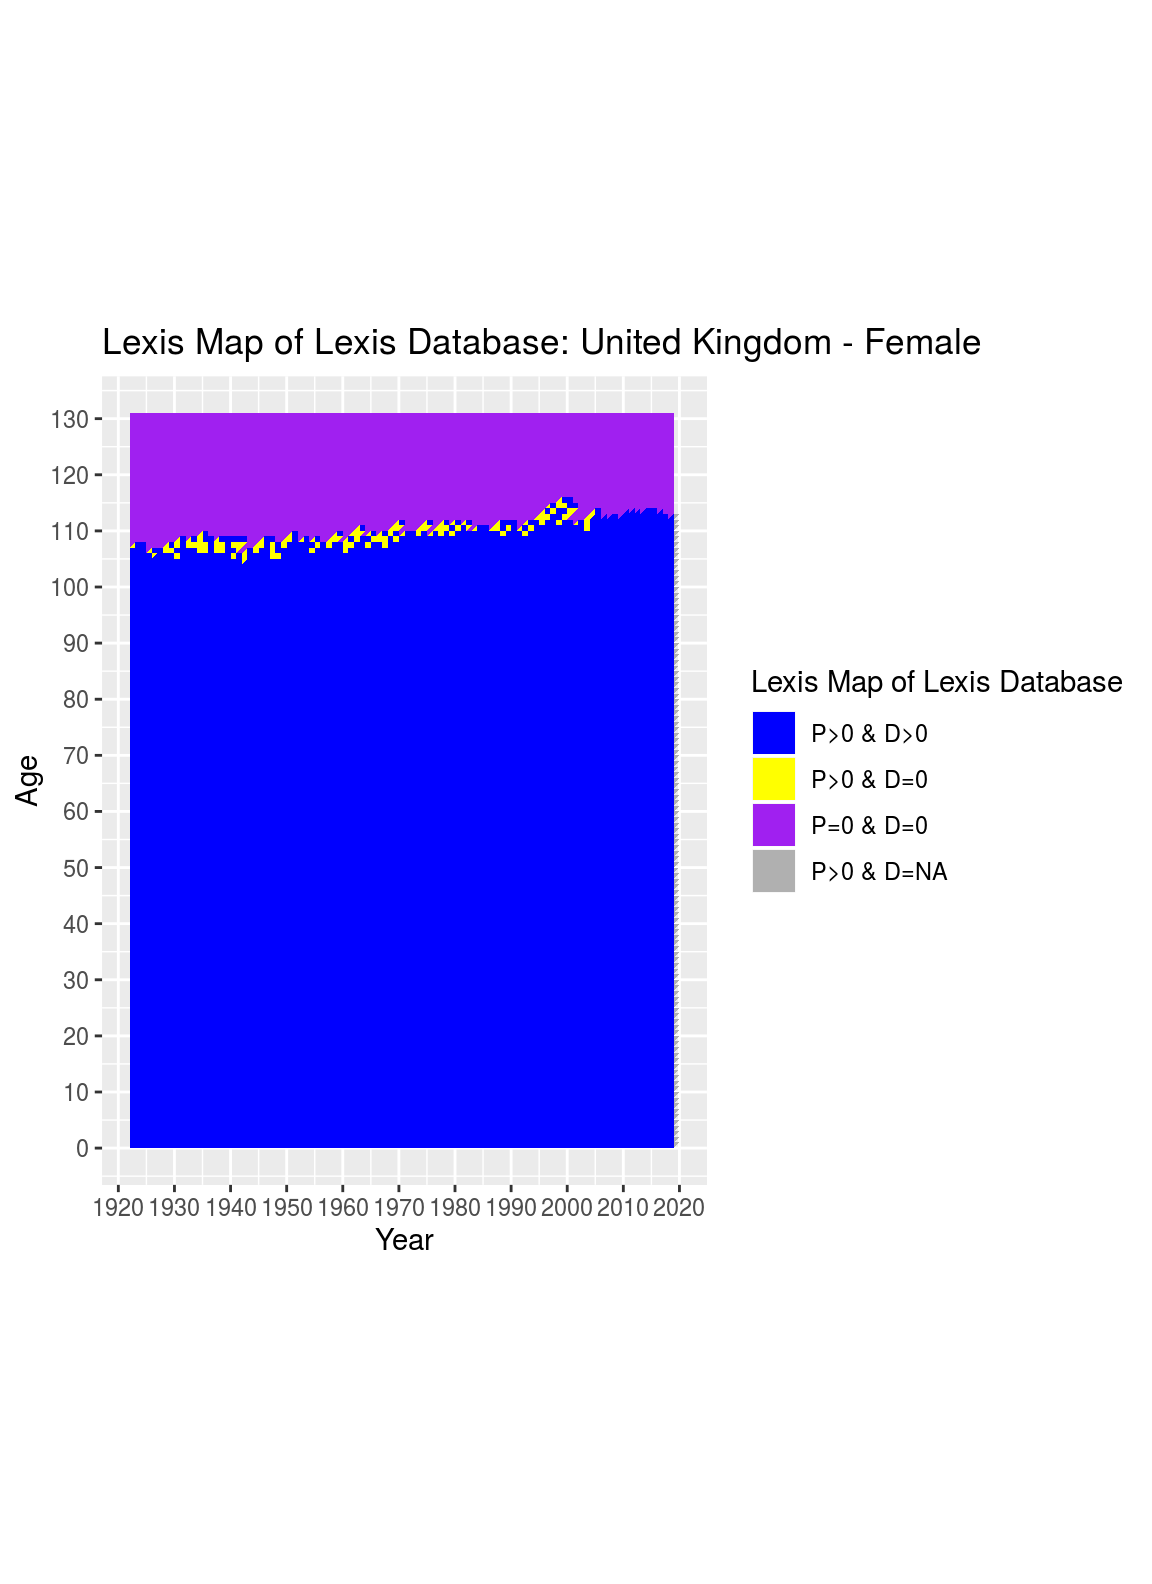 Lexis Map of Lexis Database: United Kingdom - Female
130
120
110
100
90
80
70
60
50
40
30
20
10
0
Age
1920 1930 1940 1950 1960 1970 1980 1990 2000 2010 2020
Year
Lexis Map of Lexis Database
P>0 & D>0
P>0 & D=0
P=0 & D=0
P>0 & D=NA